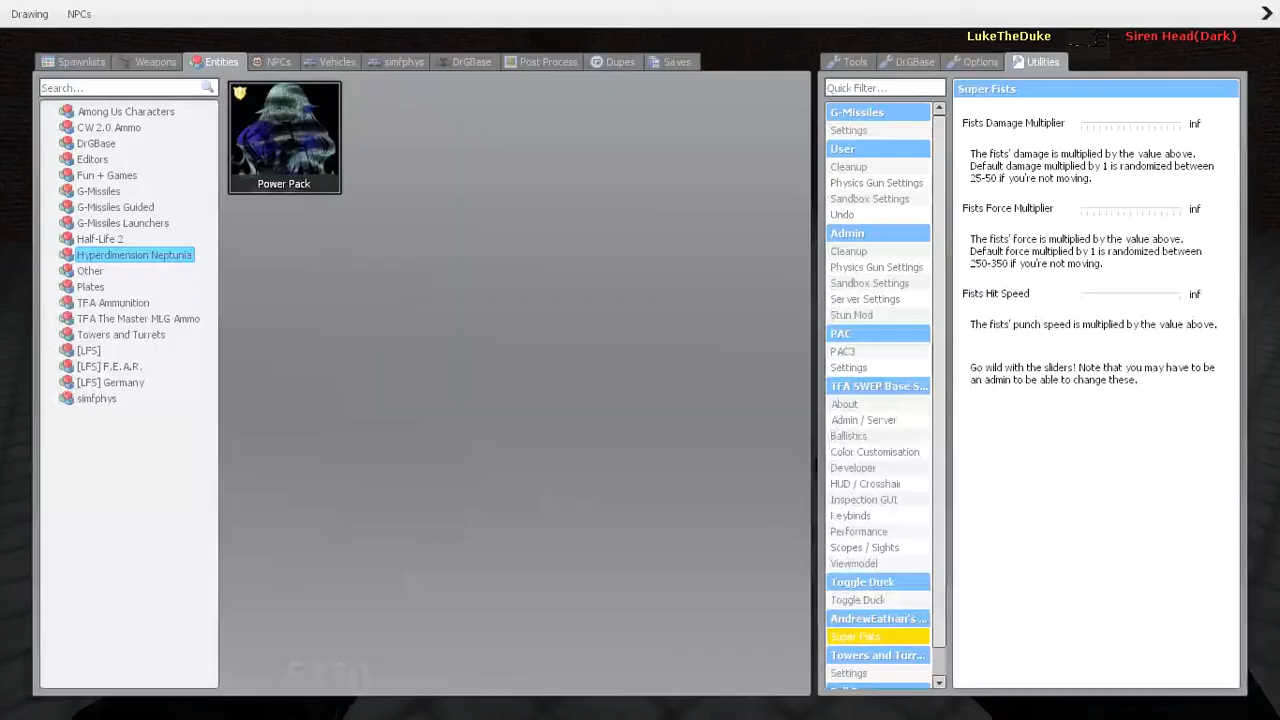 Drawing NPCs
LukeTheDuke Siren Head(Dark)
Spawnlists Weapons Entities NPCs Vehicles simfphys DrGBase Post Process Dupes Saves
Search...
Among Us Characters
CW 2.0 Ammo
DrGBase
Editors
Fun + Games
G-Missiles
G-Missiles Guided
G-Missiles Launchers
Half-Life 2
Hyperdimension Neptunia
Other
Plates
TFA Ammunition
TFA The Master MLG Ammo
Towers and Turrets
[LFS]
[LFS] F.E.A.R.
[LFS] Germany
simfphys
Power Pack
Tools DrGBase Options Utilities
Quick Filter...
G-Missiles
Settings
User
Cleanup
Physics Gun Settings
Sandbox Settings
Undo
Admin
Cleanup
Physics Gun Settings
Sandbox Settings
Server Settings
Stun Mod
PAC
PAC3
Settings
TFA SWEP Base S...
About
Admin / Server
Ballistics
Color Customisation
Developer
HUD / Crosshair
Inspection GUI
Keybinds
Performance
Scopes / Sights
Viewmodel
Toggle Duck
Toggle Duck
AndrewEathan's ...
Super Fists
Towers and Turr...
Settings
Super Fists
Fists Damage Multiplier inf
The fists' damage is multiplied by the value above.
Default damage multiplied by 1 is randomized between
25-50 if you're not moving.
Fists Force Multiplier inf
The fists' force is multiplied by the value above.
Default force multiplied by 1 is randomized between
250-350 if you're not moving.
Fists Hit Speed inf
The fists' punch speed is multiplied by the value above.
Go wild with the sliders! Note that you may have to be
an admin to be able to change these.